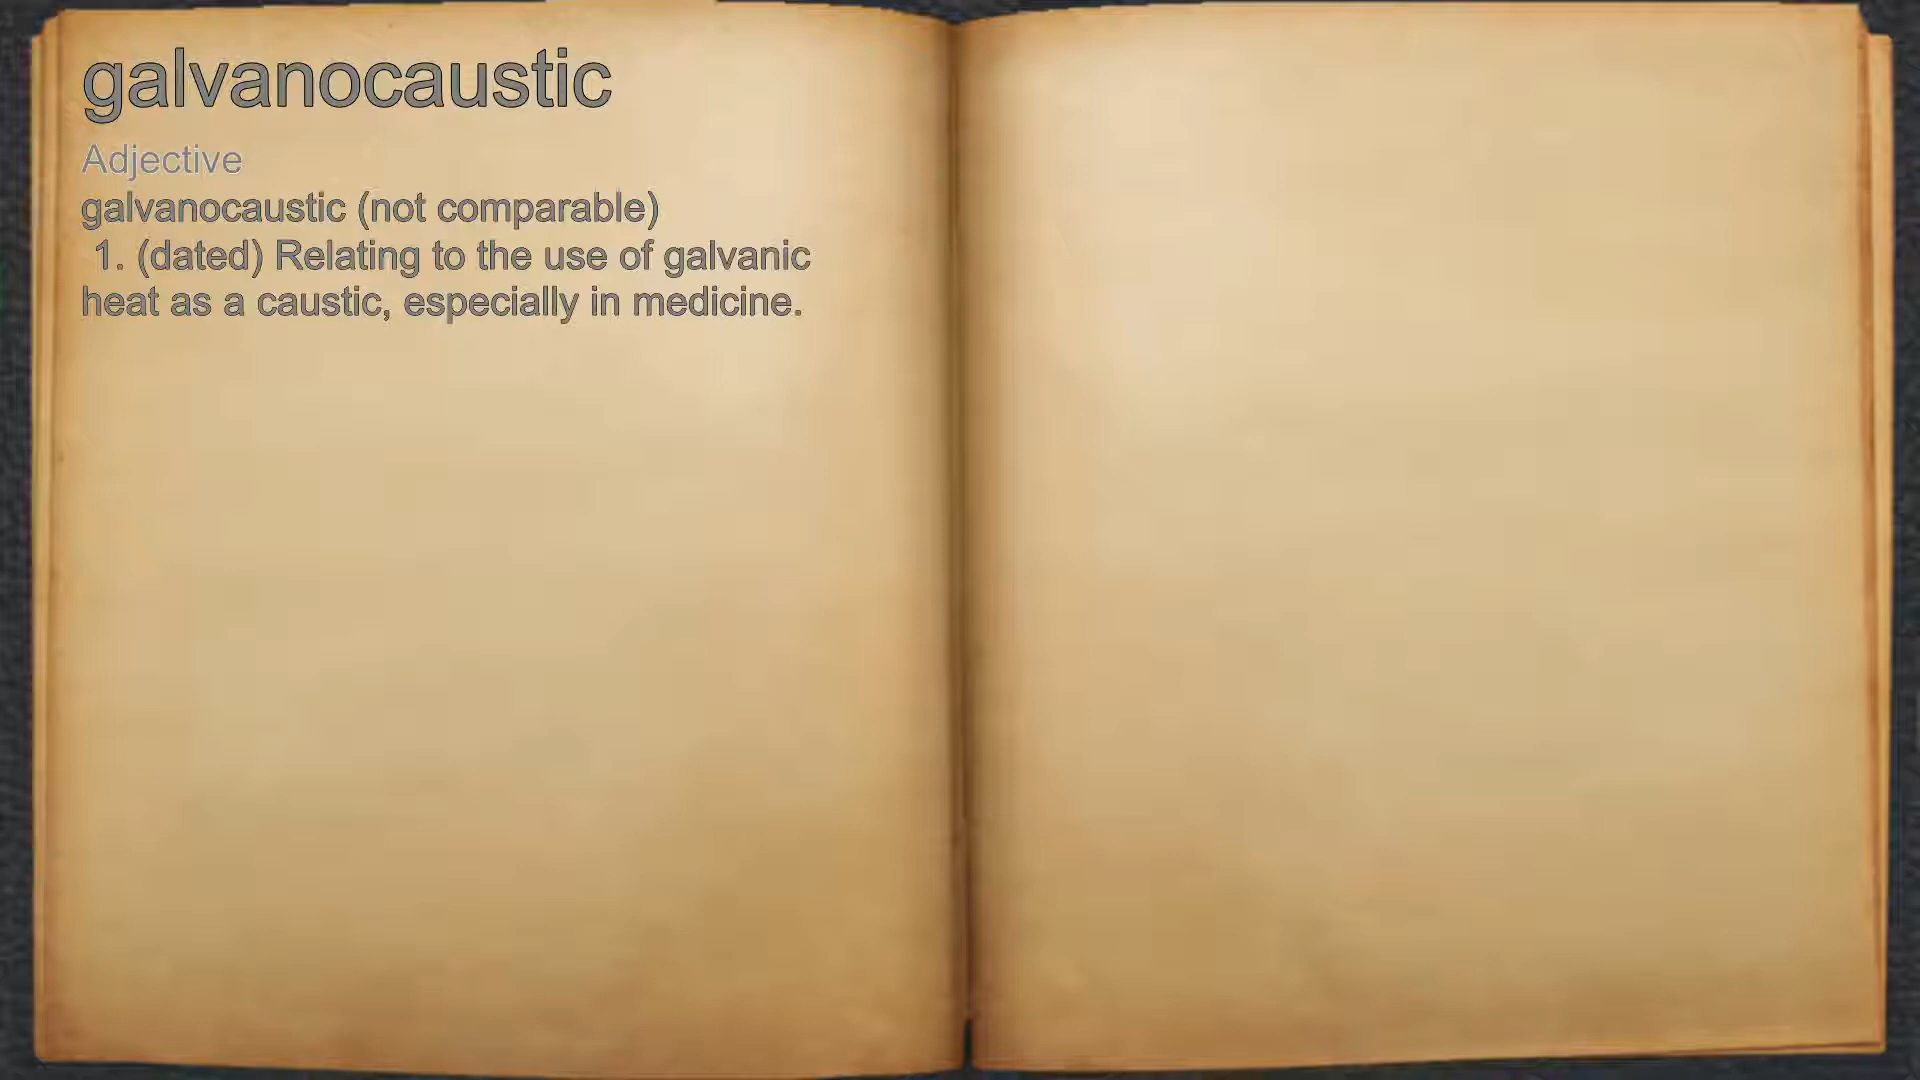 galvanocaustic
Adjective
galvanocaustic (not comparable)
1. (dated) Relating to the use of galvanic
heat as a caustic, especially in medicine.